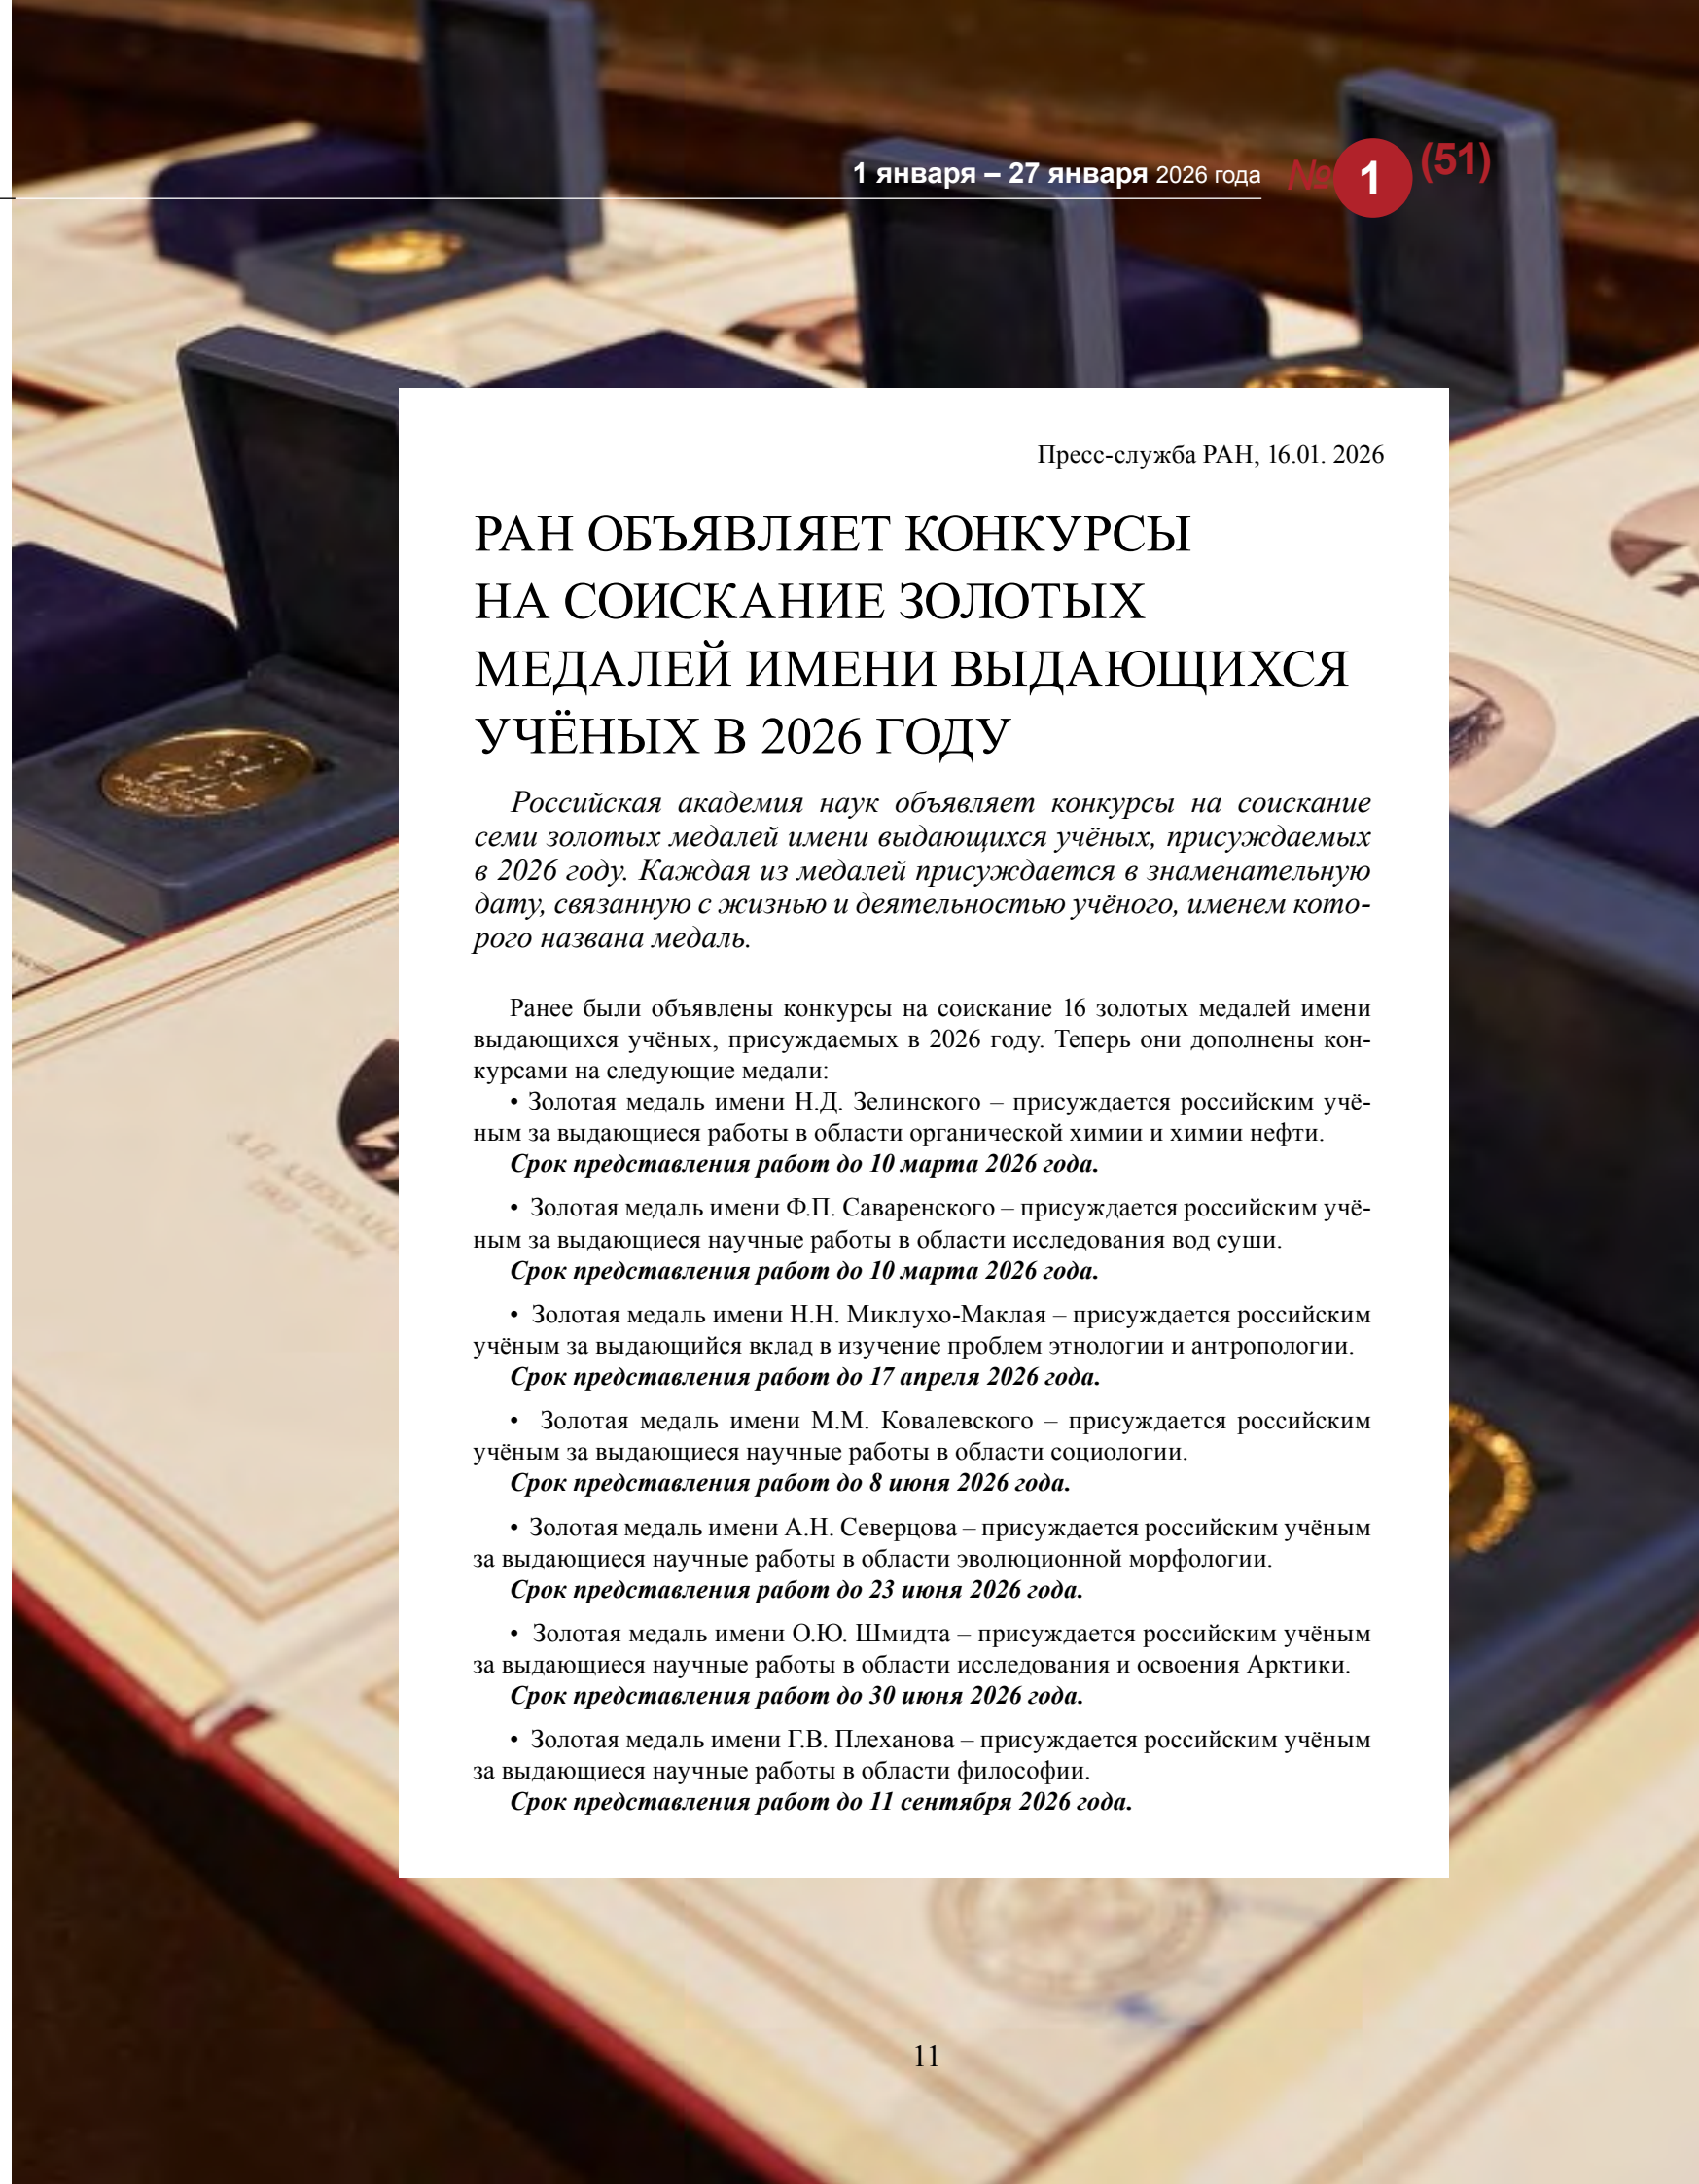 1 января – 27 января 2026 года № 1 (51)
Пресс-служба РАН, 16.01. 2026
РАН ОБЪЯВЛЯЕТ КОНКУРСЫ
НА СОИСКАНИЕ ЗОЛОТЫХ
МЕДАЛЕЙ ИМЕНИ ВЫДАЮЩИХСЯ
УЧЁНЫХ В 2026 ГОДУ
Российская академия наук объявляет конкурсы на соискание
семи золотых медалей имени выдающихся учёных, присуждаемых
в 2026 году. Каждая из медалей присуждается в знаменательную
дату, связанную с жизнью и деятельностью учёного, именем кото-
рого названа медаль.
Ранее были объявлены конкурсы на соискание 16 золотых медалей имени
выдающихся учёных, присуждаемых в 2026 году. Теперь они дополнены кон-
курсами на следующие медали:
• Золотая медаль имени Н.Д. Зелинского – присуждается российским учё-
ным за выдающиеся работы в области органической химии и химии нефти.
Срок представления работ до 10 марта 2026 года.
• Золотая медаль имени Ф.П. Саваренского – присуждается российским учё-
ным за выдающиеся научные работы в области исследования вод суши.
Срок представления работ до 10 марта 2026 года.
• Золотая медаль имени Н.Н. Миклухо-Маклая – присуждается российским
учёным за выдающийся вклад в изучение проблем этнологии и антропологии.
Срок представления работ до 17 апреля 2026 года.
• Золотая медаль имени М.М. Ковалевского – присуждается российским
учёным за выдающиеся научные работы в области социологии.
Срок представления работ до 8 июня 2026 года.
• Золотая медаль имени А.Н. Северцова – присуждается российским учёным
за выдающиеся научные работы в области эволюционной морфологии.
Срок представления работ до 23 июня 2026 года.
• Золотая медаль имени О.Ю. Шмидта – присуждается российским учёным
за выдающиеся научные работы в области исследования и освоения Арктики.
Срок представления работ до 30 июня 2026 года.
• Золотая медаль имени Г.В. Плеханова – присуждается российским учёным
за выдающиеся научные работы в области философии.
Срок представления работ до 11 сентября 2026 года.
11